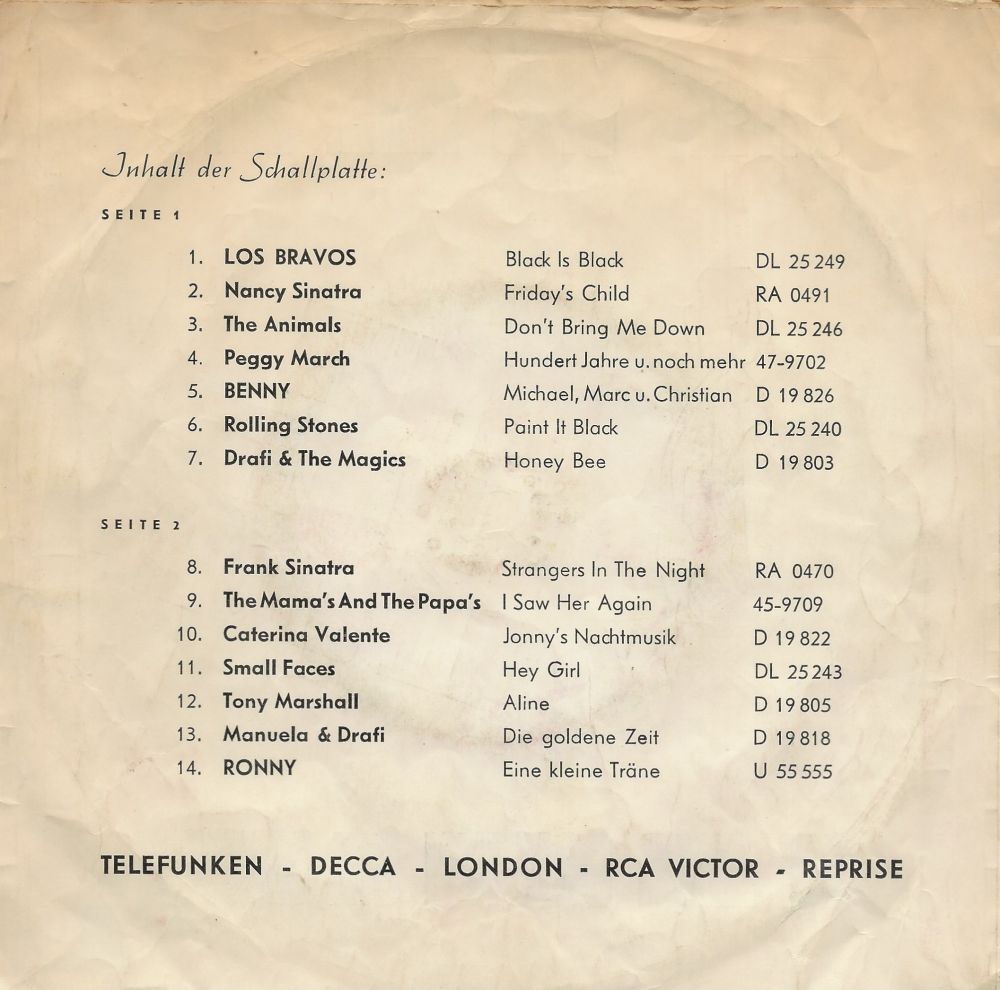 Inhalt der Schallplatte:
SEITE 1
1. LOS BRAVOS Black Is Black DL 25 249
2. Nancy Sinatra Friday's Child RA 0491
3. The Animals Don't Bring Me Down DL 25 246
4. Peggy March Hundert Jahre u. noch mehr 47-9702
5. BENNY Michael, Marc u. Christian D 19 826
6. Rolling Stones Paint It Black DL 25 240
7. Drafi & The Magics Honey Bee D 19 803
SEITE 2
8. Frank Sinatra Strangers In The Night RA 0470
9. The Mama's And The Papa's I Saw Her Again 45-9709
10. Caterina Valente Jonny's Nachtmusik D 19 822
11. Small Faces Hey Girl DL 25 243
12. Tony Marshall Aline D 19 805
13. Manuela & Drafi Die goldene Zeit D 19 818
14. RONNY Eine kleine Träne U 55 555
TELEFUNKEN - DECCA - LONDON - RCA VICTOR - REPRISE